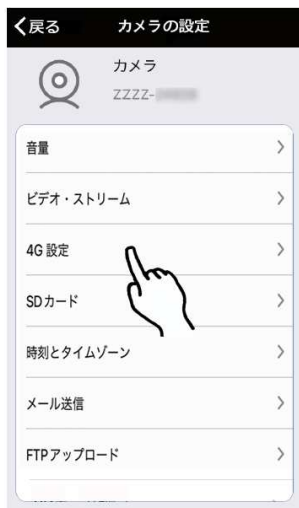 戻る
カメラの設定
カメラ
ZZZZ-
音量
ビデオ・ストリーム
4G 設定
SDカード
時刻とタイムゾーン
メール送信
FTPアップロード